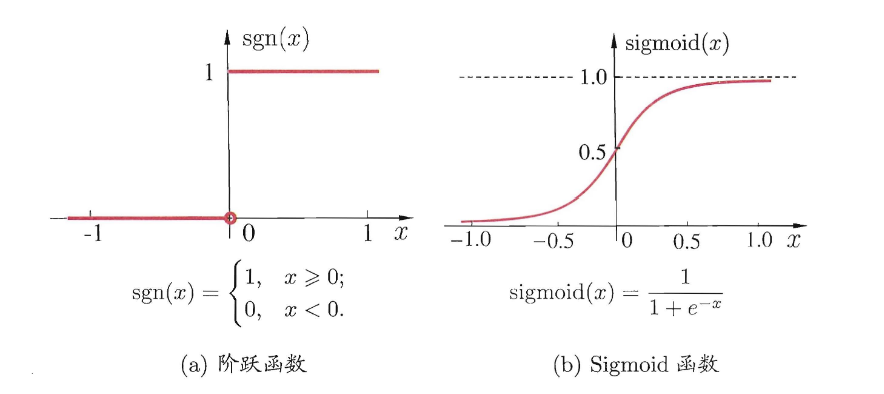 sgn(x)
1
-1
0
1
x
sgn(x) = { 1, x ⩾ 0;
0, x < 0.
(a) 阶跃函数
sigmoid(x)
1.0
0.5
-1.0
-0.5
0
0.5
1.0
x
sigmoid(x) = 1 / (1 + e^{-x})
(b) Sigmoid 函数